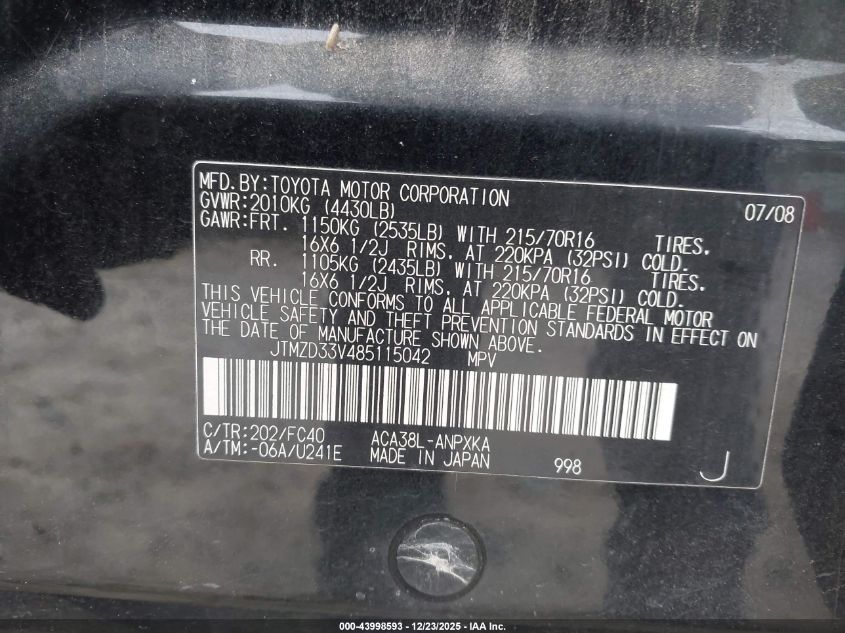 MFD.BY:TOYOTA MOTOR CORPORATION 07/08
GVWR:2010KG (4430LB)
GAWR:FRT. 1150KG (2535LB) WITH 215/70R16 TIRES.
16X6 1/2J RIMS. AT 220KPA (32PSI) COLD.
RR. 1105KG (2435LB) WITH 215/70R16 TIRES.
16X6 1/2J RIMS. AT 220KPA (32PSI) COLD.
THIS VEHICLE CONFORMS TO ALL APPLICABLE FEDERAL MOTOR
VEHICLE SAFETY AND THEFT PREVENTION STANDARDS IN EFFECT ON
THE DATE OF MANUFACTURE SHOWN ABOVE.
JTMZD33V485115042 MPV
C/TR:202/FC40 ACA38L-ANPXKA
A/TM:-06A/U241E MADE IN JAPAN 998 J
000-43998593 - 12/23/2025 - IAA Inc.